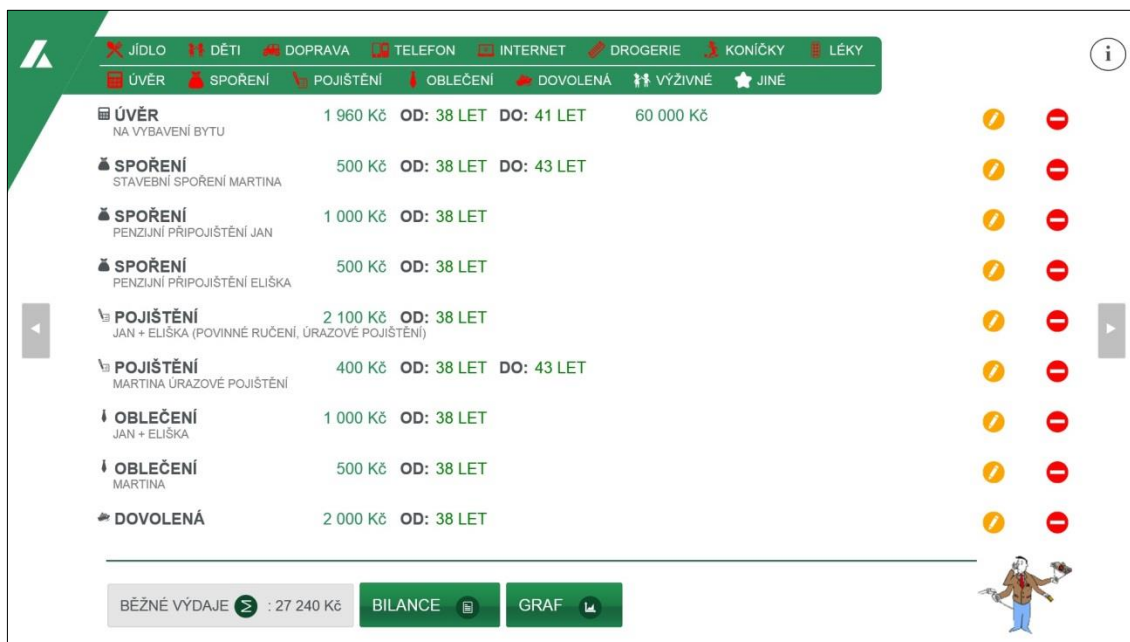 JÍDLO DĚTI DOPRAVA TELEFON INTERNET DROGERIE KONÍČKY LÉKY
i
ÚVĚR SPOŘENÍ POJIŠTĚNÍ OBLEČENÍ DOVOLENÁ VÝŽIVNÉ JINÉ
ÚVĚR 1 960 Kč OD: 38 LET DO: 41 LET 60 000 Kč
NA VYBAVENÍ BYTU
SPOŘENÍ 500 Kč OD: 38 LET DO: 43 LET
STAVEBNÍ SPOŘENÍ MARTINA
SPOŘENÍ 1 000 Kč OD: 38 LET
PENZIJNÍ PŘIPOJIŠTĚNÍ JAN
SPOŘENÍ 500 Kč OD: 38 LET
PENZIJNÍ PŘIPOJIŠTĚNÍ ELIŠKA
POJIŠTĚNÍ 2 100 Kč OD: 38 LET
JAN + ELIŠKA (POVINNÉ RUČENÍ, ÚRAZOVÉ POJIŠTĚNÍ)
POJIŠTĚNÍ 400 Kč OD: 38 LET DO: 43 LET
MARTINA ÚRAZOVÉ POJIŠTĚNÍ
OBLEČENÍ 1 000 Kč OD: 38 LET
JAN + ELIŠKA
OBLEČENÍ 500 Kč OD: 38 LET
MARTINA
DOVOLENÁ 2 000 Kč OD: 38 LET
BĚŽNÉ VÝDAJE Σ : 27 240 Kč BILANCE GRAF